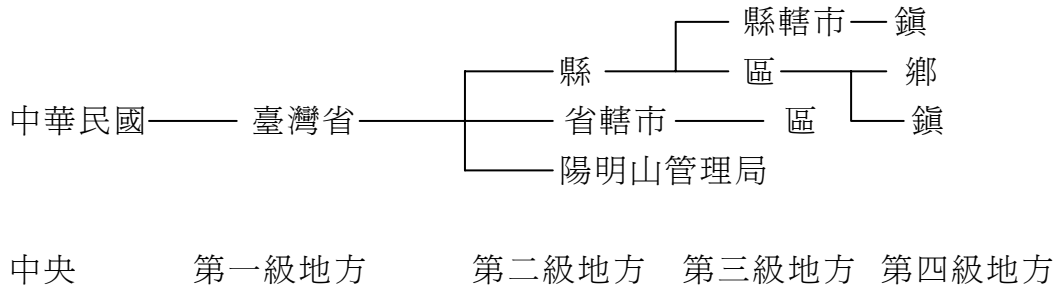 縣轄市 鎮
縣 區 鄉
中華民國 臺灣省 省轄市 區 鎮
陽明山管理局
中央 第一級地方 第二級地方 第三級地方 第四級地方